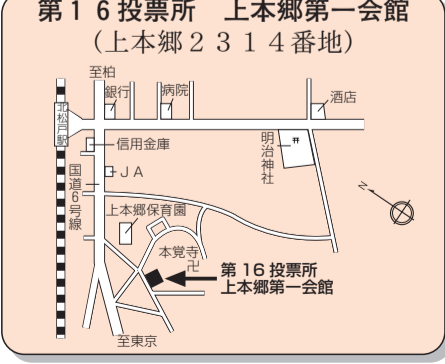 第16投票所 上本郷第一会館
（上本郷２３１４番地）
至柏
銀行
病院
酒店
北松戸駅
信用金庫
明治神社
JA
国道6号線
上本郷保育園
N
本覚寺
卍
第16投票所
上本郷第一会館
至東京